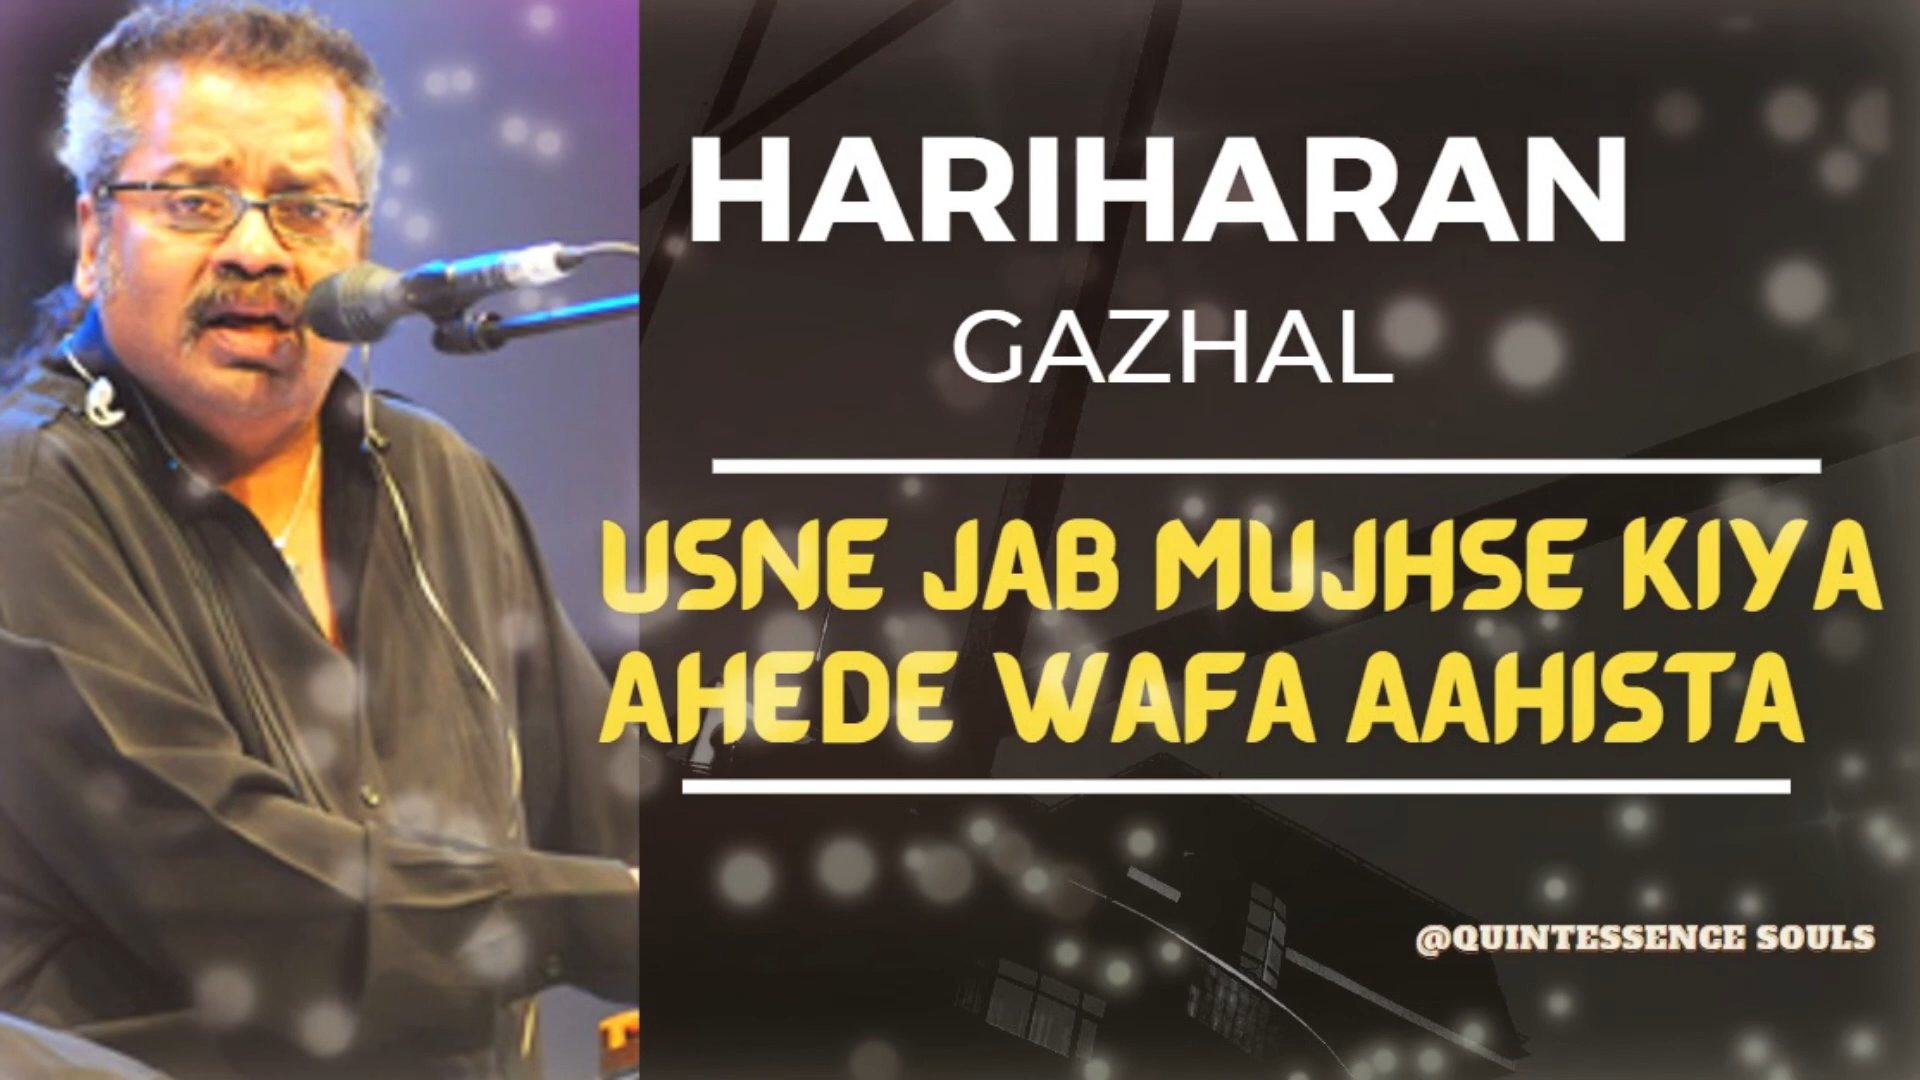 HARIHARAN
GAZHAL
USNE JAB MUJHSE KIYA
AHEDE WAFA AAHISTA
@QUINTESSENCE SOULS